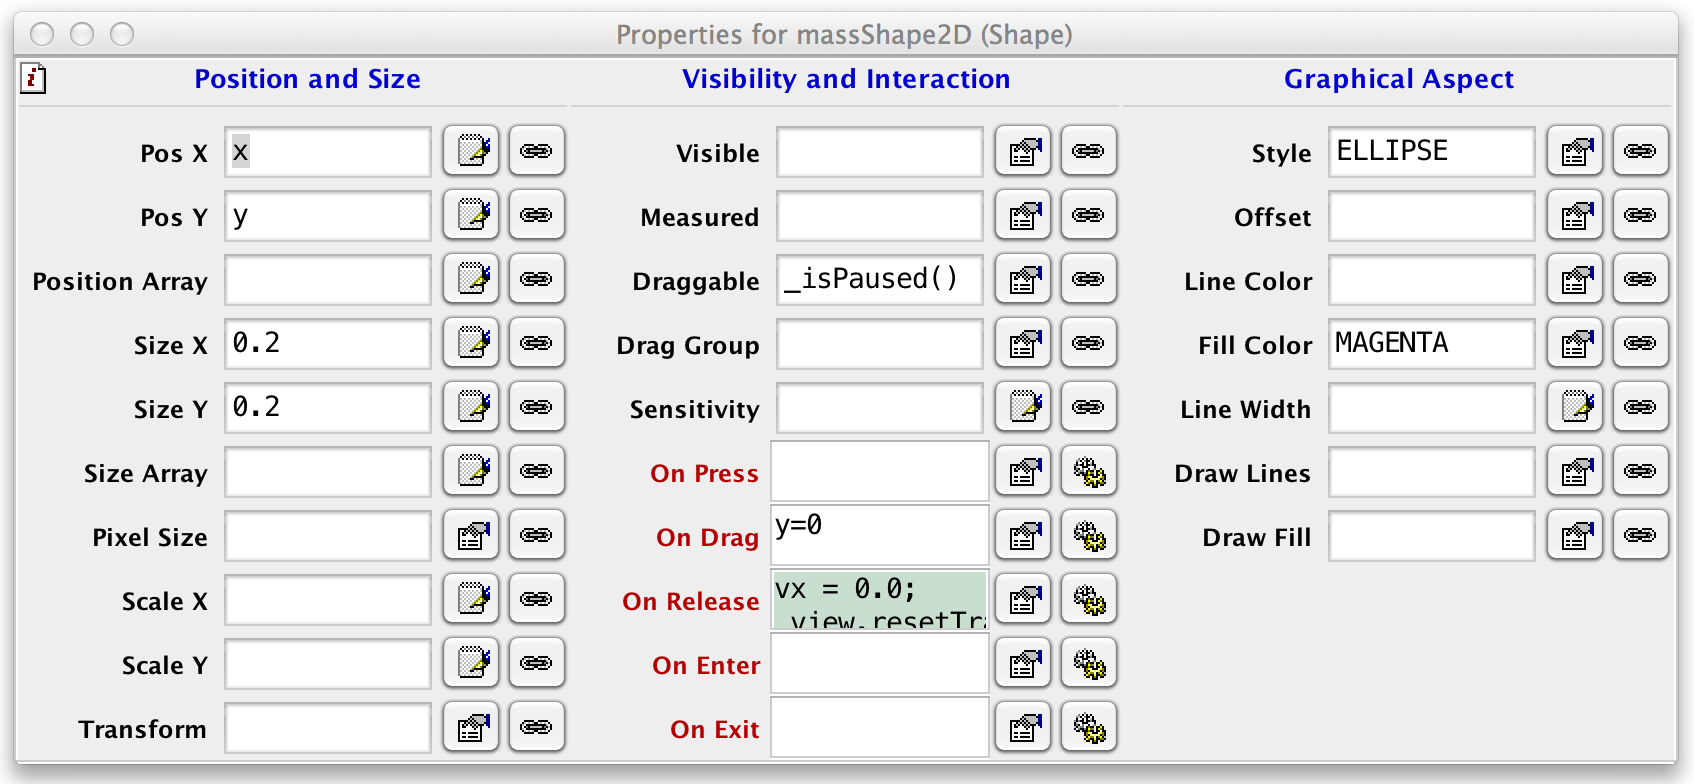 Properties for massShape2D (Shape)
i
Position and Size
Pos X x
Pos Y y
Position Array
Size X 0.2
Size Y 0.2
Size Array
Pixel Size
Scale X
Scale Y
Transform
Visibility and Interaction
Visible
Measured
Draggable _isPaused()
Drag Group
Sensitivity
On Press
On Drag y=0
On Release vx = 0.0;
_view.resetTra
On Enter
On Exit
Graphical Aspect
Style ELLIPSE
Offset
Line Color
Fill Color MAGENTA
Line Width
Draw Lines
Draw Fill